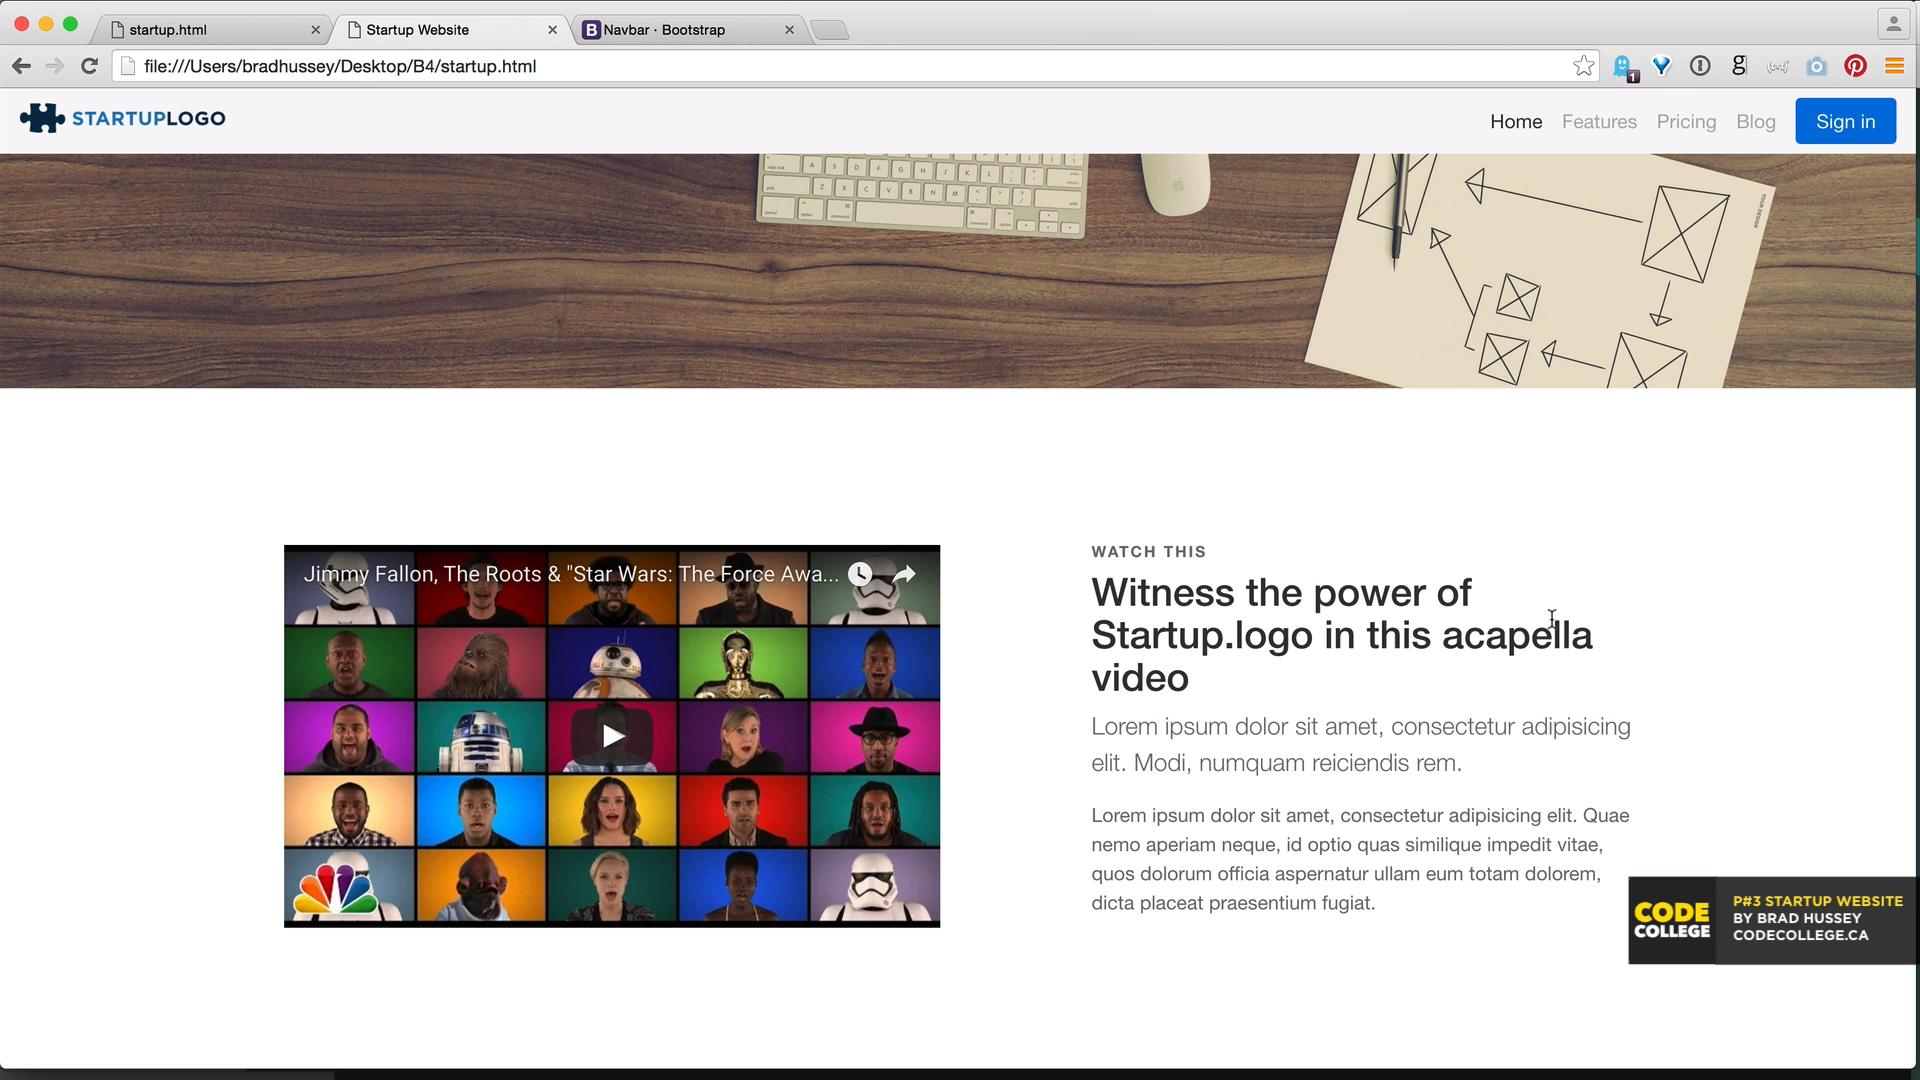 startup.html
Startup Website
Navbar · Bootstrap
file:///Users/bradhussey/Desktop/B4/startup.html
1
STARTUPLOGO
Home Features Pricing Blog Sign in
A S D F G H J K L
Z X C V B N M
YOUR DESIGN
Jimmy Fallon, The Roots & "Star Wars: The Force Awa...
WATCH THIS
Witness the power of
Startup.logo in this acapella
video
Lorem ipsum dolor sit amet, consectetur adipisicing
elit. Modi, numquam reiciendis rem.
Lorem ipsum dolor sit amet, consectetur adipisicing elit. Quae
nemo aperiam neque, id optio quas similique impedit vitae,
quos dolorum officia aspernatur ullam eum totam dolorem,
dicta placeat praesentium fugiat.
CODE
COLLEGE
P#3 STARTUP WEBSITE
BY BRAD HUSSEY
CODECOLLEGE.CA